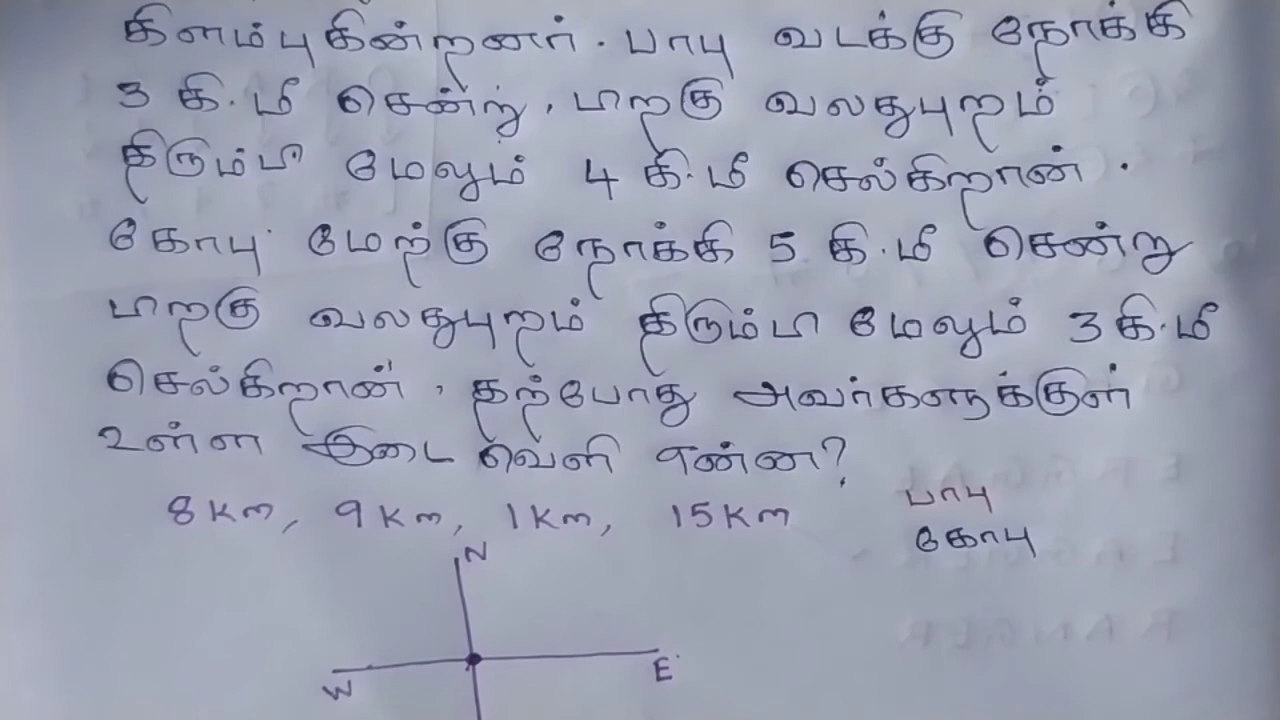 கிளம்புகின்றனர். பாபு வடக்கு நோக்கி
3 கி.மீ சென்று, பிறகு வலதுபுறம்
திரும்பி மேலும் 4 கி.மீ செல்கிறான்.
கோபு மேற்கு நோக்கி 5 கி.மீ சென்று
பிறகு வலதுபுறம் திரும்பி மேலும் 3 கி.மீ
செல்கிறான், தற்போது அவர்களுக்குள்
உள்ள இடைவெளி என்ன?
8 Km, 9 Km, 1 Km, 15 Km
பாபு
கோபு
N
W E